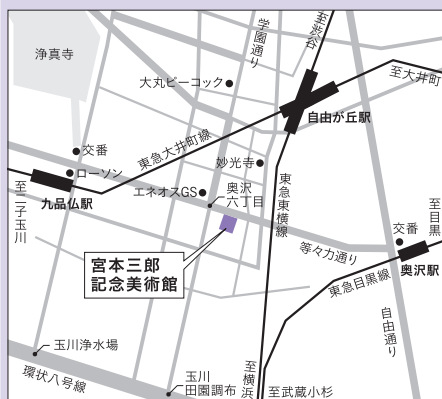 浄真寺
学園通り
至渋谷
大丸ピーコック
至大井町
自由が丘駅
東急大井町線
交番
妙光寺
ローソン
エネオスGS
奥沢
六丁目
九品仏駅
至二子玉川
東急東横線
至目黒
交番
等々力通り
奥沢駅
宮本三郎
記念美術館
東急目黒線
自由通り
玉川浄水場
環状八号線
玉川
田園調布
至横浜
至武蔵小杉